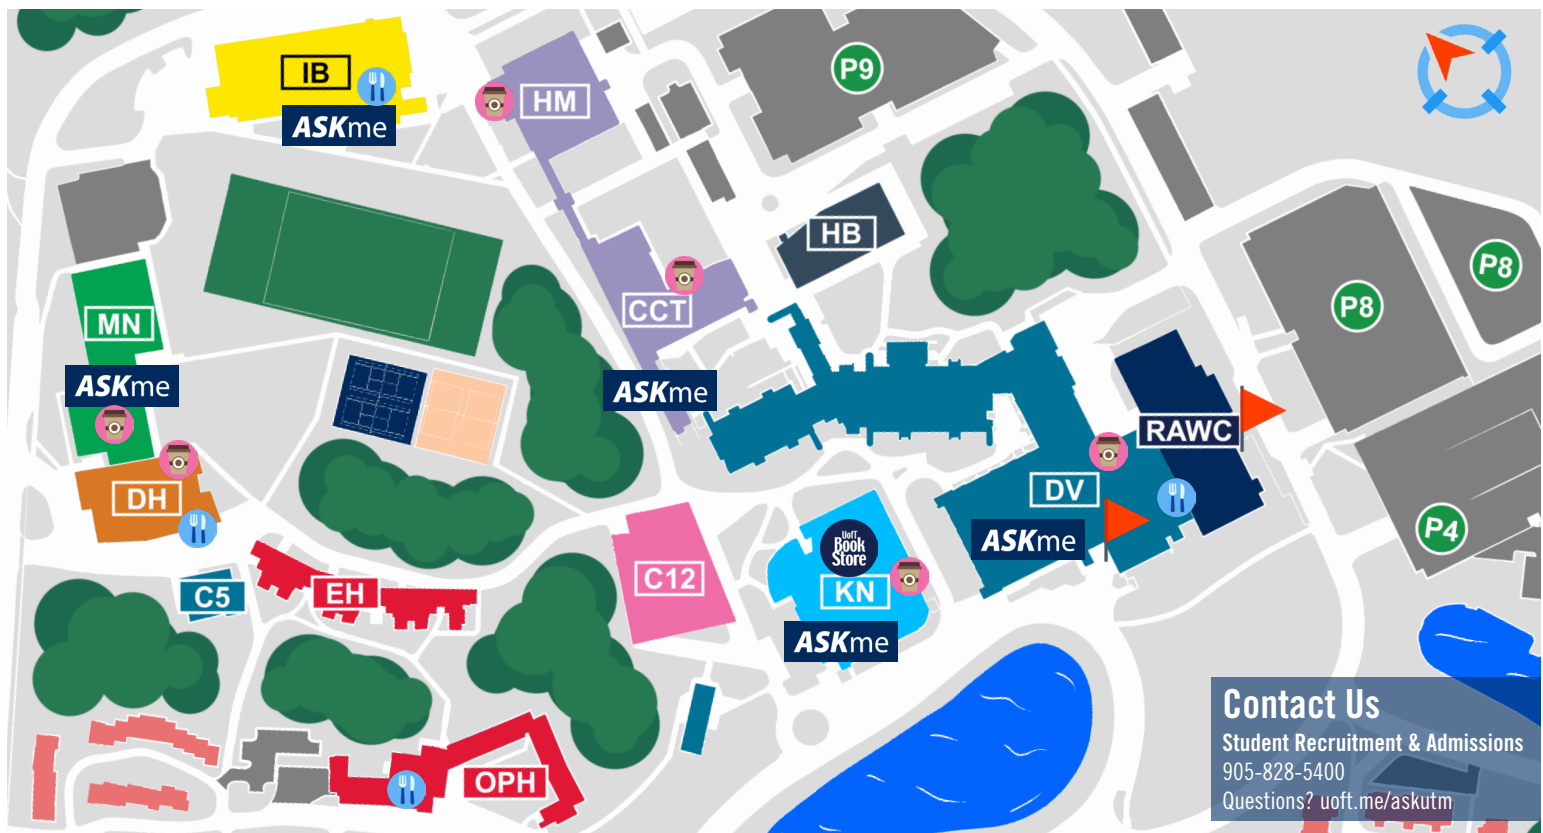 IB
ASKme
HM
P9
HB
P8
P8
MN
CCT
ASKme
ASKme
RAWC
DH
DV
ASKme
P4
C5
EH
C12
UofT
Book
Store
KN
ASKme
OPH
Contact Us
Student Recruitment & Admissions
905-828-5400
Questions? uoft.me/askutm